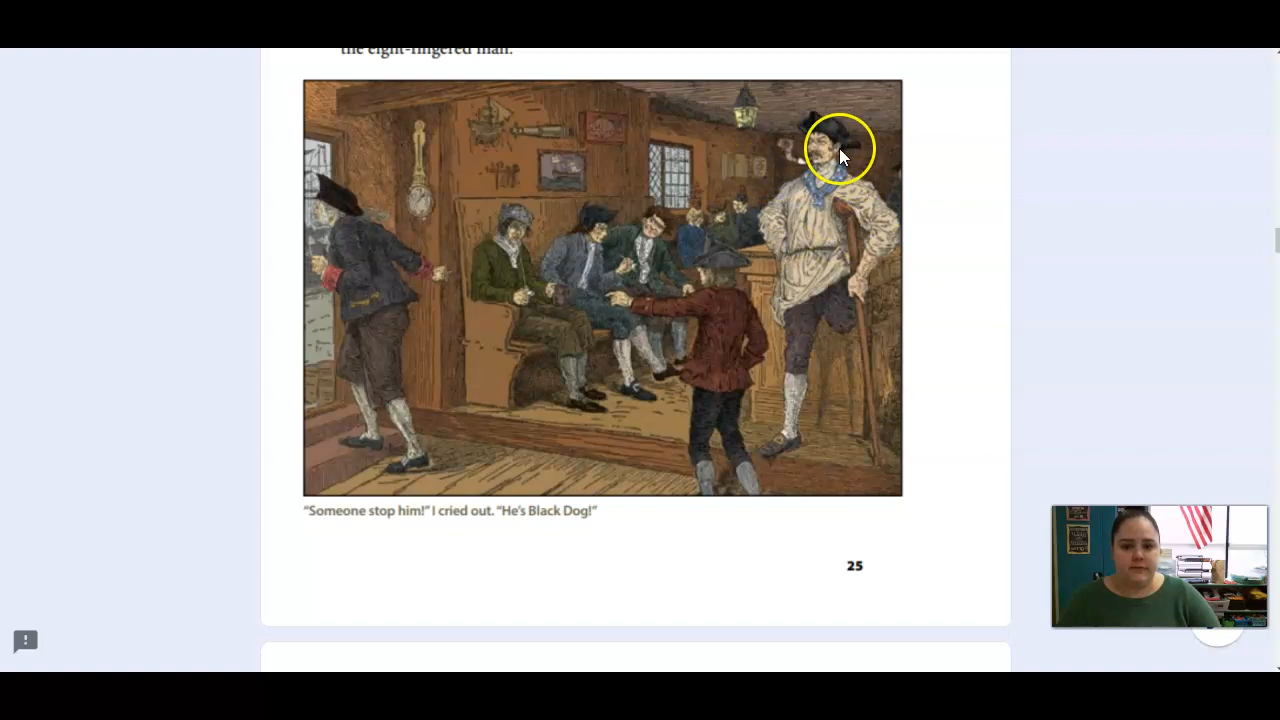 the eight-fingered man.
"Someone stop him!" I cried out. "He's Black Dog!"
25